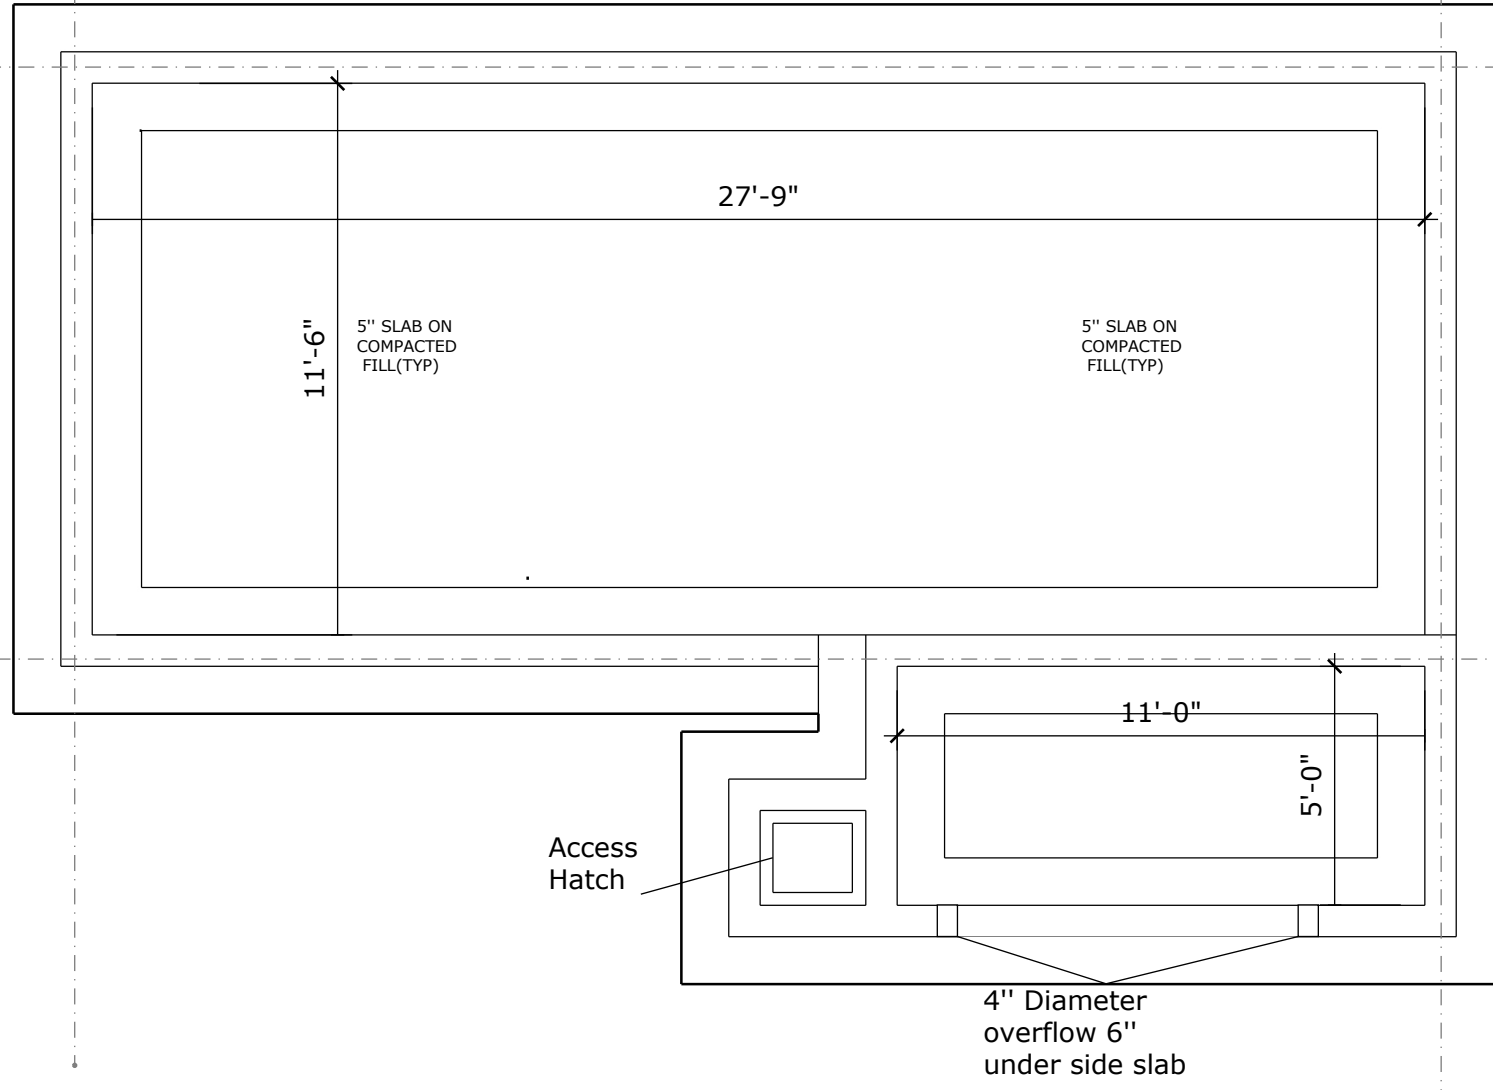 27'-9"
11'-6"
5'' SLAB ON
COMPACTED
FILL(TYP)
5'' SLAB ON
COMPACTED
FILL(TYP)
11'-0"
5'-0"
Access
Hatch
4'' Diameter
overflow 6''
under side slab